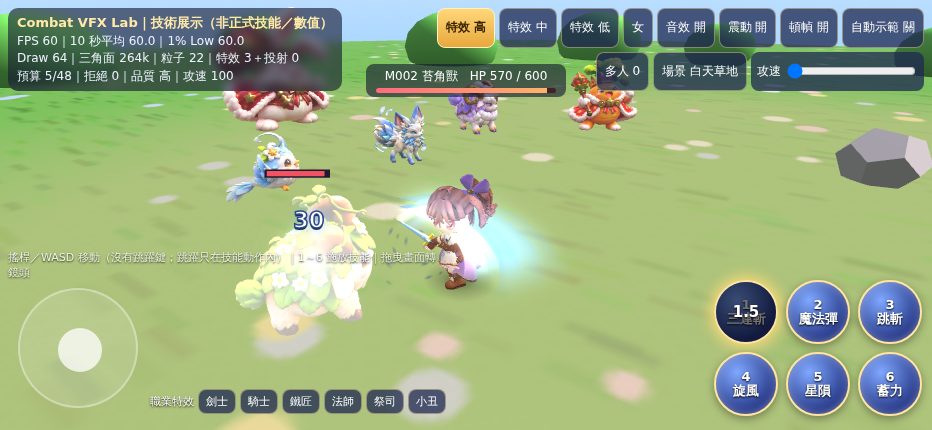 Combat VFX Lab｜技術展示（非正式技能／數值）
FPS 60｜10 秒平均 60.0｜1% Low 60.0
Draw 64｜三角面 264k｜粒子 22｜特效 3＋投射 0
預算 5/48｜拒絕 0｜品質 高｜攻速 100
特效 高
特效 中
特效 低
女
音效 開
震動 開
頓幀 開
自動示範 關
M002 苔角獸 HP 570 / 600
多人 0
場景 白天草地
攻速
30
搖桿／WASD 移動（沒有跳躍鍵；跳躍只在技能動作內）｜1～6 施放技能｜拖曳畫面轉
鏡頭
1.5
三連斬
2
魔法彈
3
跳斬
4
旋風
5
星隕
6
蓄力
職業特效
劍士
騎士
鐵匠
法師
祭司
小丑